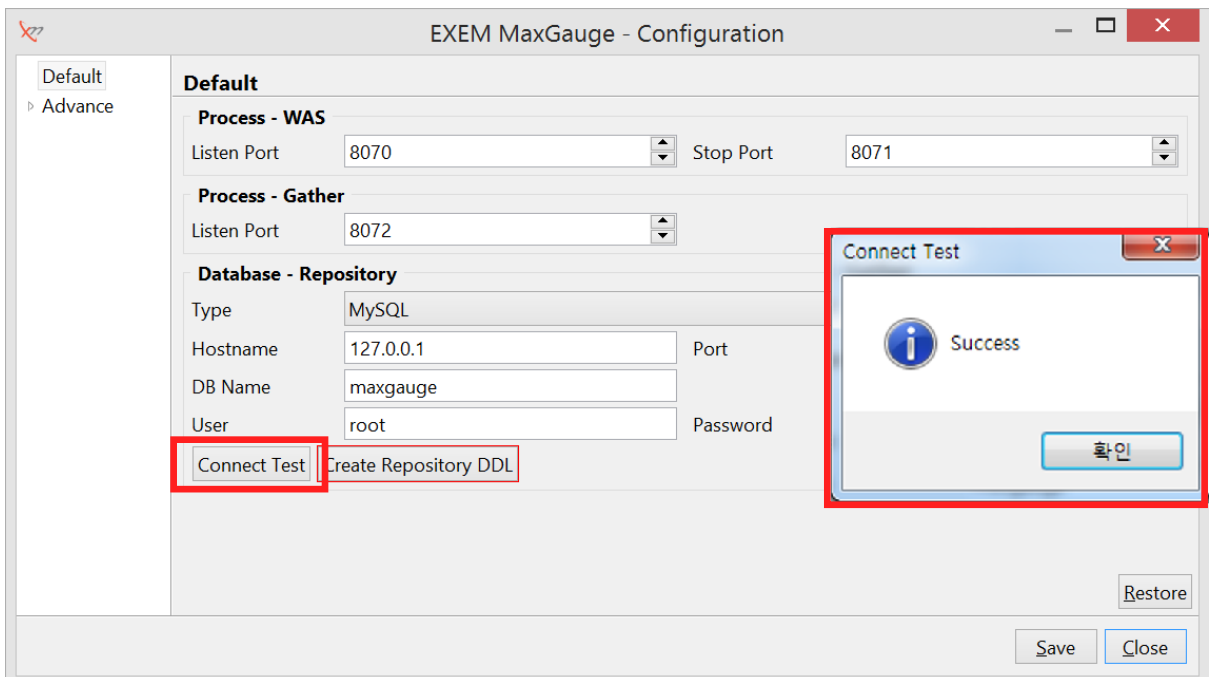 EXEM MaxGauge - Configuration
Default
Advance
Default
Process - WAS
Listen Port 8070 Stop Port 8071
Process - Gather
Listen Port 8072
Database - Repository
Type MySQL
Hostname 127.0.0.1 Port
DB Name maxgauge
User root Password
Connect Test Create Repository DDL
Connect Test
Success
확인
Restore
Save Close